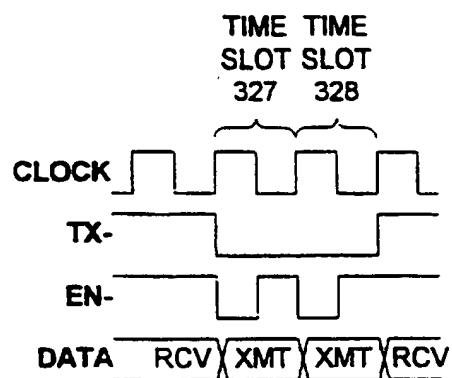 TIME TIME
SLOT SLOT
327 328
CLOCK
TX-
EN-
DATA RCV XMT XMT RCV